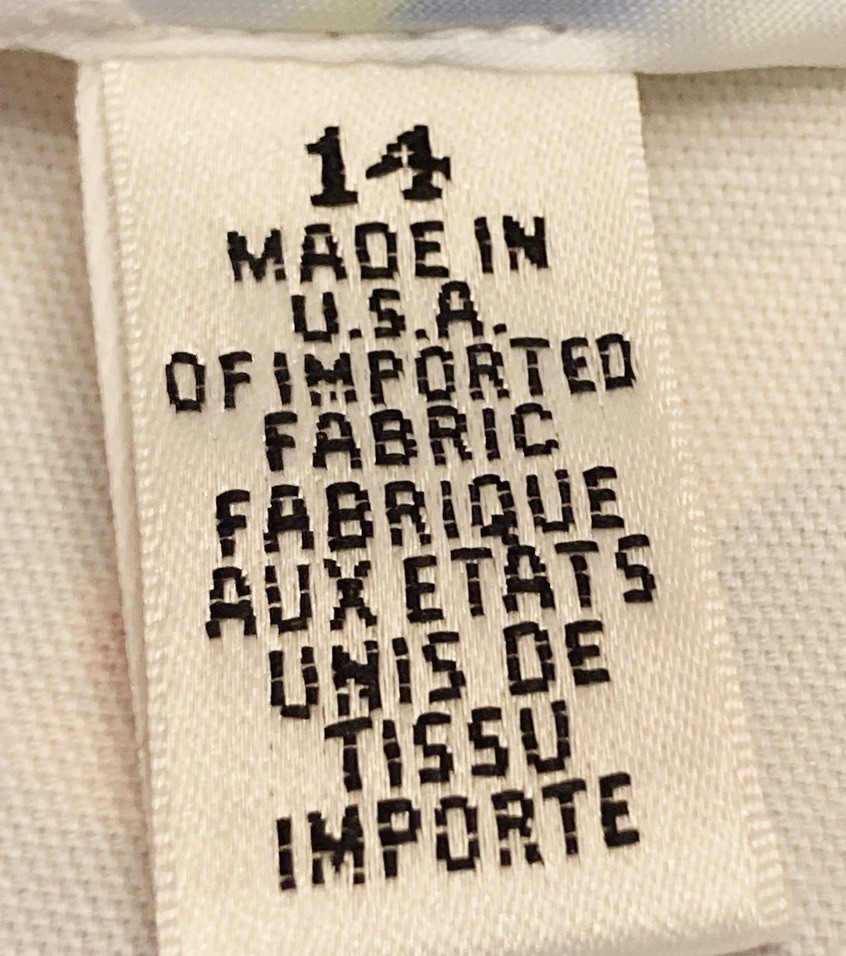 14
MADE IN
U.S.A.
OF IMPORTED
FABRIC
FABRIQUE
AUX ETATS
UNIS DE
TISSU
IMPORTE